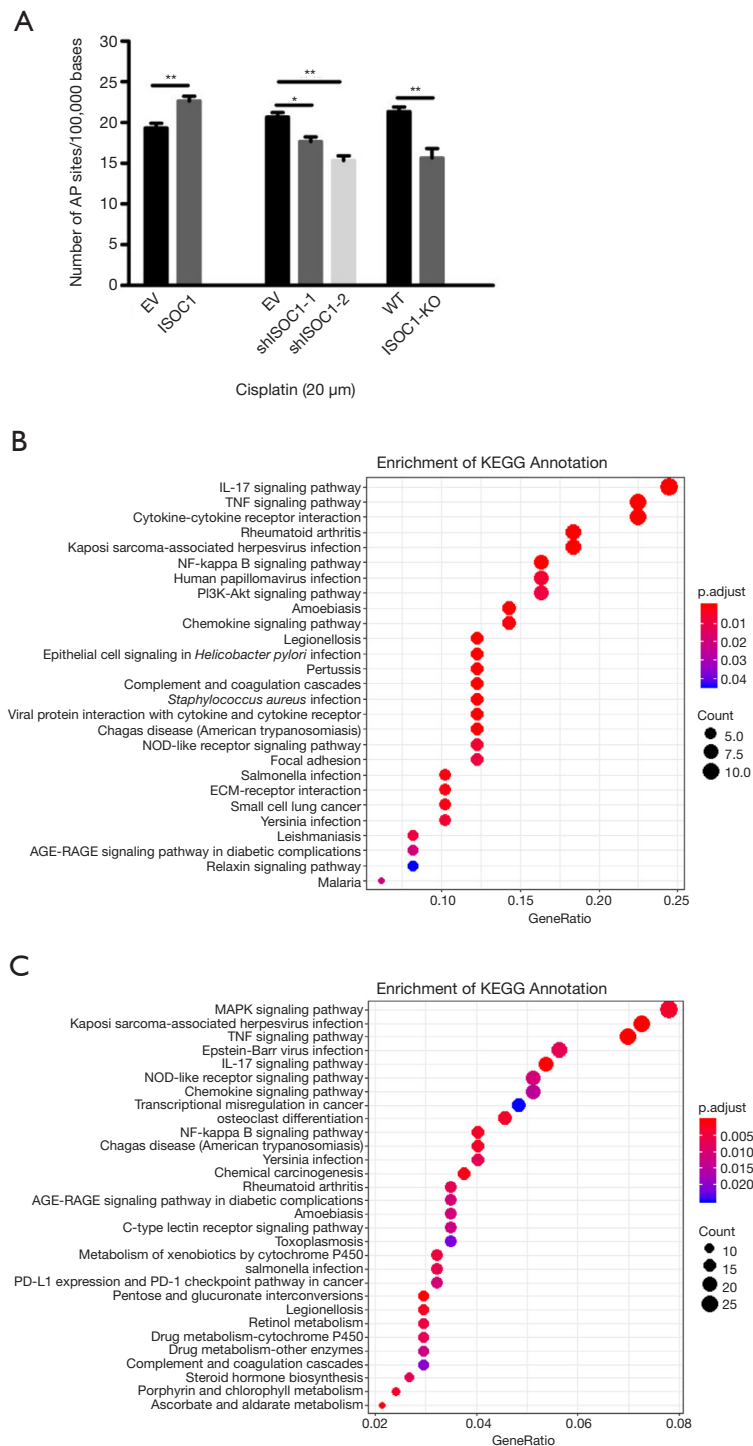 A
Number of AP sites/100,000 bases
30
25
20
15
10
5
0
**
**
*
**
EV
ISOC1
EV
shISOC1-1
shISOC1-2
WT
ISOC1-KO
Cisplatin (20 μm)
B
Enrichment of KEGG Annotation
IL-17 signaling pathway
TNF signaling pathway
Cytokine-cytokine receptor interaction
Rheumatoid arthritis
Kaposi sarcoma-associated herpesvirus infection
NF-kappa B signaling pathway
Human papillomavirus infection
PI3K-Akt signaling pathway
Amoebiasis
Chemokine signaling pathway
Legionellosis
Epithelial cell signaling in Helicobacter pylori infection
Pertussis
Complement and coagulation cascades
Staphylococcus aureus infection
Viral protein interaction with cytokine and cytokine receptor
Chagas disease (American trypanosomiasis)
NOD-like receptor signaling pathway
Focal adhesion
Salmonella infection
ECM-receptor interaction
Small cell lung cancer
Yersinia infection
Leishmaniasis
AGE-RAGE signaling pathway in diabetic complications
Relaxin signaling pathway
Malaria
0.10 0.15 0.20 0.25
GeneRatio
p.adjust
0.01
0.02
0.03
0.04
Count
5.0
7.5
10.0
C
Enrichment of KEGG Annotation
MAPK signaling pathway
Kaposi sarcoma-associated herpesvirus infection
TNF signaling pathway
Epstein-Barr virus infection
IL-17 signaling pathway
NOD-like receptor signaling pathway
Chemokine signaling pathway
Transcriptional misregulation in cancer
osteoclast differentiation
NF-kappa B signaling pathway
Chagas disease (American trypanosomiasis)
Yersinia infection
Chemical carcinogenesis
Rheumatoid arthritis
AGE-RAGE signaling pathway in diabetic complications
Amoebiasis
C-type lectin receptor signaling pathway
Toxoplasmosis
Metabolism of xenobiotics by cytochrome P450
salmonella infection
PD-L1 expression and PD-1 checkpoint pathway in cancer
Pentose and glucuronate interconversions
Legionellosis
Retinol metabolism
Drug metabolism-cytochrome P450
Drug metabolism-other enzymes
Complement and coagulation cascades
Steroid hormone biosynthesis
Porphyrin and chlorophyll metabolism
Ascorbate and aldarate metabolism
0.02 0.04 0.06 0.08
GeneRatio
p.adjust
0.005
0.010
0.015
0.020
Count
10
15
20
25